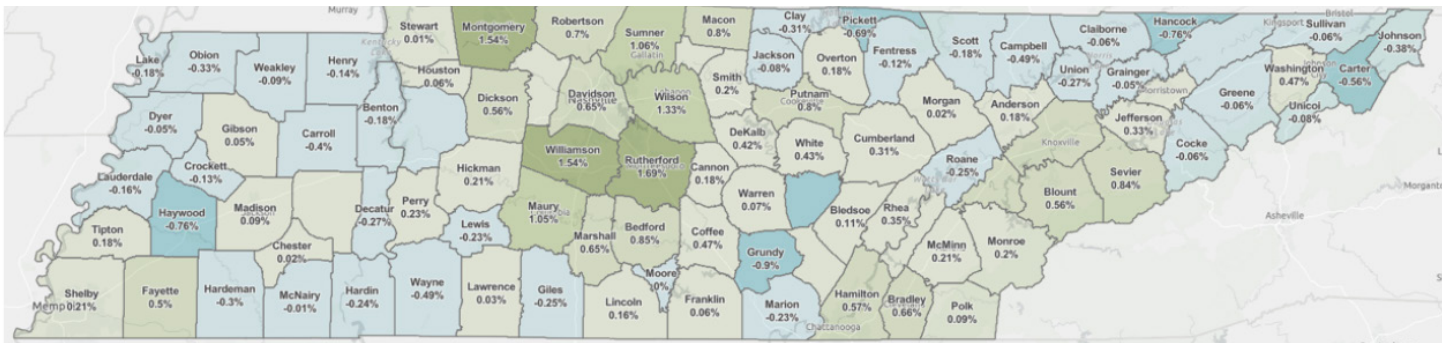 Murray
Stewart
0.01%
Montgomery
1.54%
Robertson
0.7%
Sumner
1.06%
Gallatin
Macon
0.8%
Clay
-0.31%
Pickett
-0.69%
Hancock
-0.76%
Claiborne
-0.06%
Kingsport
Bristol
Sullivan
-0.06%
Johnson
-0.38%
Lake
-0.18%
Obion
-0.33%
Weakley
-0.09%
Henry
-0.14%
Kentucky
Houston
0.06%
Jackson
-0.08%
Overton
0.18%
Fentress
-0.12%
Scott
-0.18%
Campbell
-0.49%
Union
-0.27%
Grainger
-0.05%
Morristown
Washington
0.47%
Carter
-0.56%
Unicoi
-0.08%
Greene
-0.06%
Dyer
-0.05%
Gibson
0.05%
Carroll
-0.4%
Benton
-0.18%
Dickson
0.56%
Davidson
Nashville
0.65%
Wilson
Lebanon
1.33%
Smith
0.2%
Putnam
Cookeville
0.8%
Morgan
0.02%
Anderson
0.18%
Jefferson
0.33%
Cocke
-0.06%
Crockett
-0.13%
Lauderdale
-0.16%
Haywood
-0.76%
Madison
Jackson
0.09%
Chester
0.02%
Decatur
-0.27%
Perry
0.23%
Hickman
0.21%
Lewis
-0.23%
Williamson
1.54%
Rutherford
1.69%
Cannon
0.18%
DeKalb
0.42%
White
0.43%
Cumberland
0.31%
Roane
-0.25%
Knoxville
Blount
0.56%
Sevier
0.84%
Tipton
0.18%
Maury
Columbia
1.05%
Marshall
0.65%
Bedford
0.85%
Coffee
0.47%
Warren
0.07%
Bledsoe
0.11%
Rhea
0.35%
McMinn
0.21%
Monroe
0.2%
Asheville
Shelby
Memphis
0.21%
Fayette
0.5%
Hardeman
-0.3%
McNairy
-0.01%
Hardin
-0.24%
Wayne
-0.49%
Lawrence
0.03%
Giles
-0.25%
Lincoln
0.16%
Moore
0%
Franklin
0.06%
Grundy
-0.9%
Marion
-0.23%
Hamilton
0.57%
Chattanooga
Bradley
0.66%
Polk
0.09%